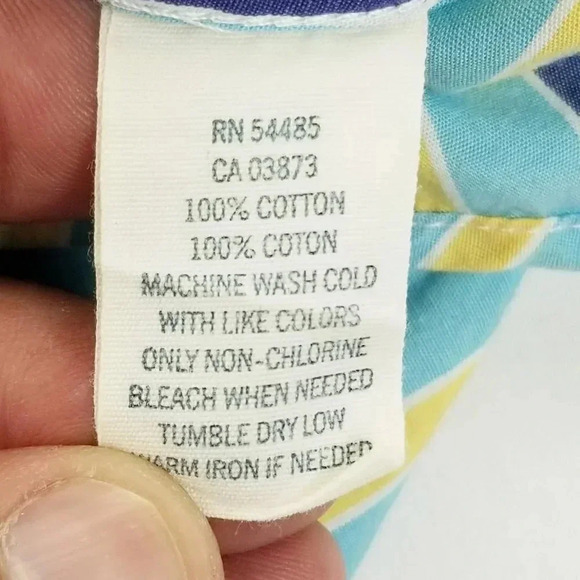 RN 54485
CA 03873
100% COTTON
100% COTON
MACHINE WASH COLD
WITH LIKE COLORS
ONLY NON-CHLORINE
BLEACH WHEN NEEDED
TUMBLE DRY LOW
WARM IRON IF NEEDED